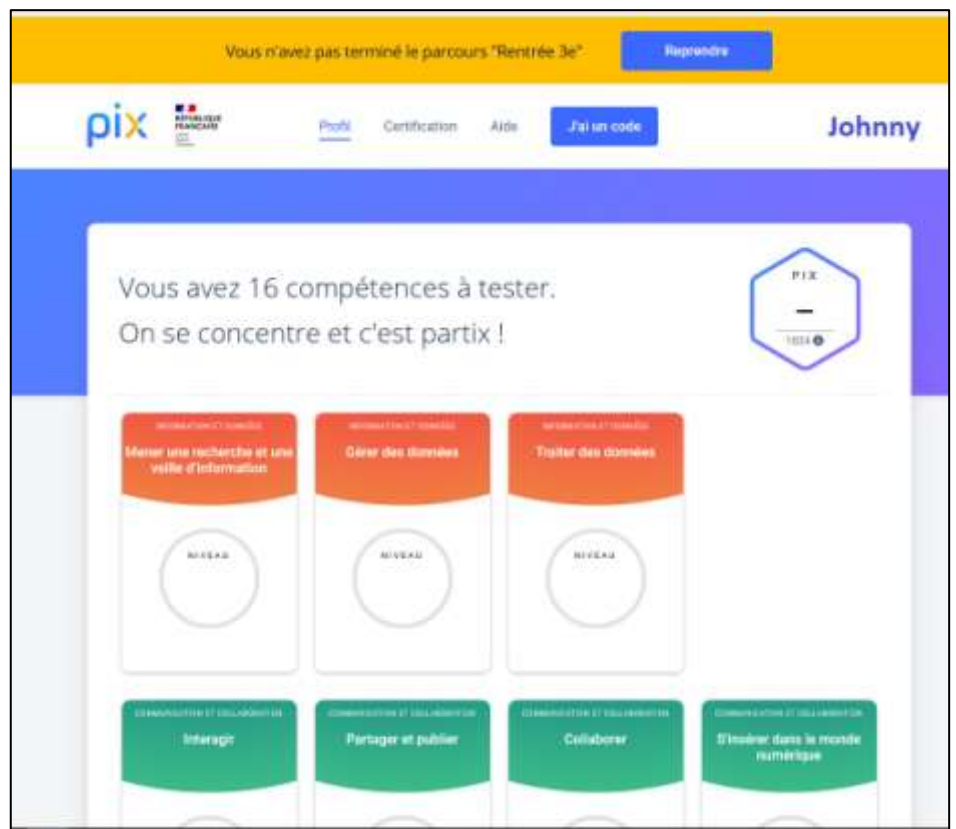 Vous n'avez pas terminé le parcours "Rentrée 3e" Reprendre
pix RÉPUBLIQUE FRANÇAISE Profil Certification Aide J'ai un code Johnny
Vous avez 16 compétences à tester.
On se concentre et c'est partix !
PIX
–
1024
INFORMATION ET DONNÉES
Mener une recherche et une
veille d'information
NIVEAU
INFORMATION ET DONNÉES
Gérer des données
NIVEAU
INFORMATION ET DONNÉES
Traiter des données
NIVEAU
COMMUNICATION ET COLLABORATION
Interagir
COMMUNICATION ET COLLABORATION
Partager et publier
COMMUNICATION ET COLLABORATION
Collaborer
COMMUNICATION ET COLLABORATION
S'insérer dans le monde
numérique